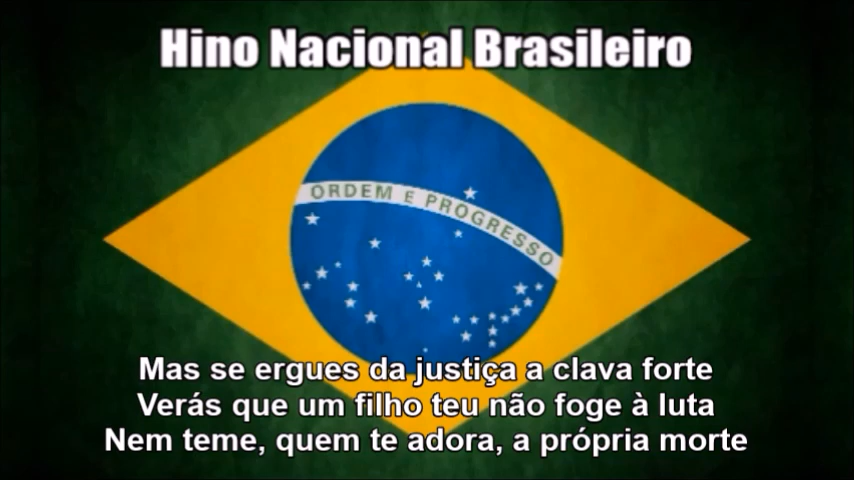 Hino Nacional Brasileiro
ORDEM E PROGRESSO
Mas se ergues da justiça a clava forte
Verás que um filho teu não foge à luta
Nem teme, quem te adora, a própria morte